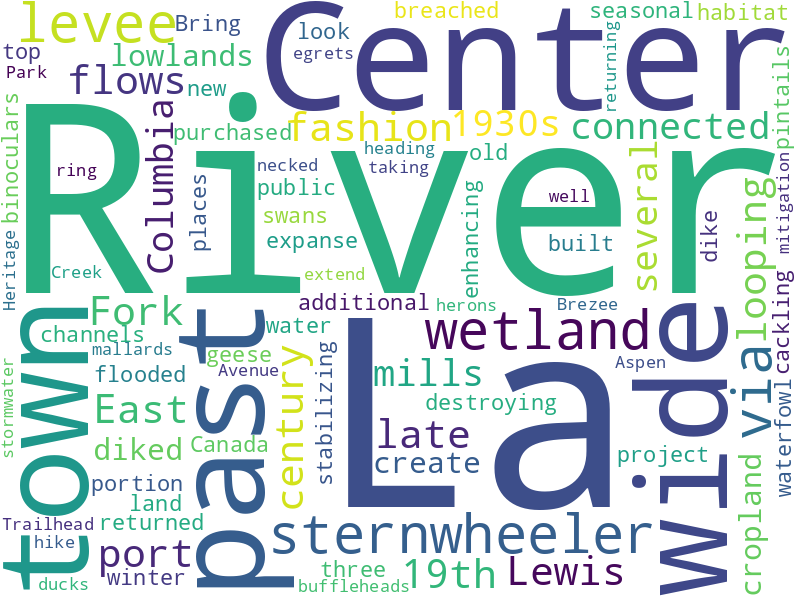 levee
Bring
Center
breached
seasonal
habitat
look
egrets
returning
top
Park
lowlands
flows
new
binoculars
Columbia
purchased
fashion
1930s
connected
pintails
River
heading
taking
old
necked
ring
places
public
swans
expanse
enhancing
well
built
several
dike
looping
mitigation
Heritage
Creek
extend
additional
herons
Brezee
town
Fork
past
channels
water
La
wetland
Wide
via
cackling
mallards
geese
Avenue
flooded
century
stabilizing
mills
Aspen
stormwater
East
destroying
late
diked
Canada
create
project
waterfowl
cropland
portion
land
Trailhead
returned
sternwheeler
hike
port
winter
three
19th
Lewis
ducks
buffleheads